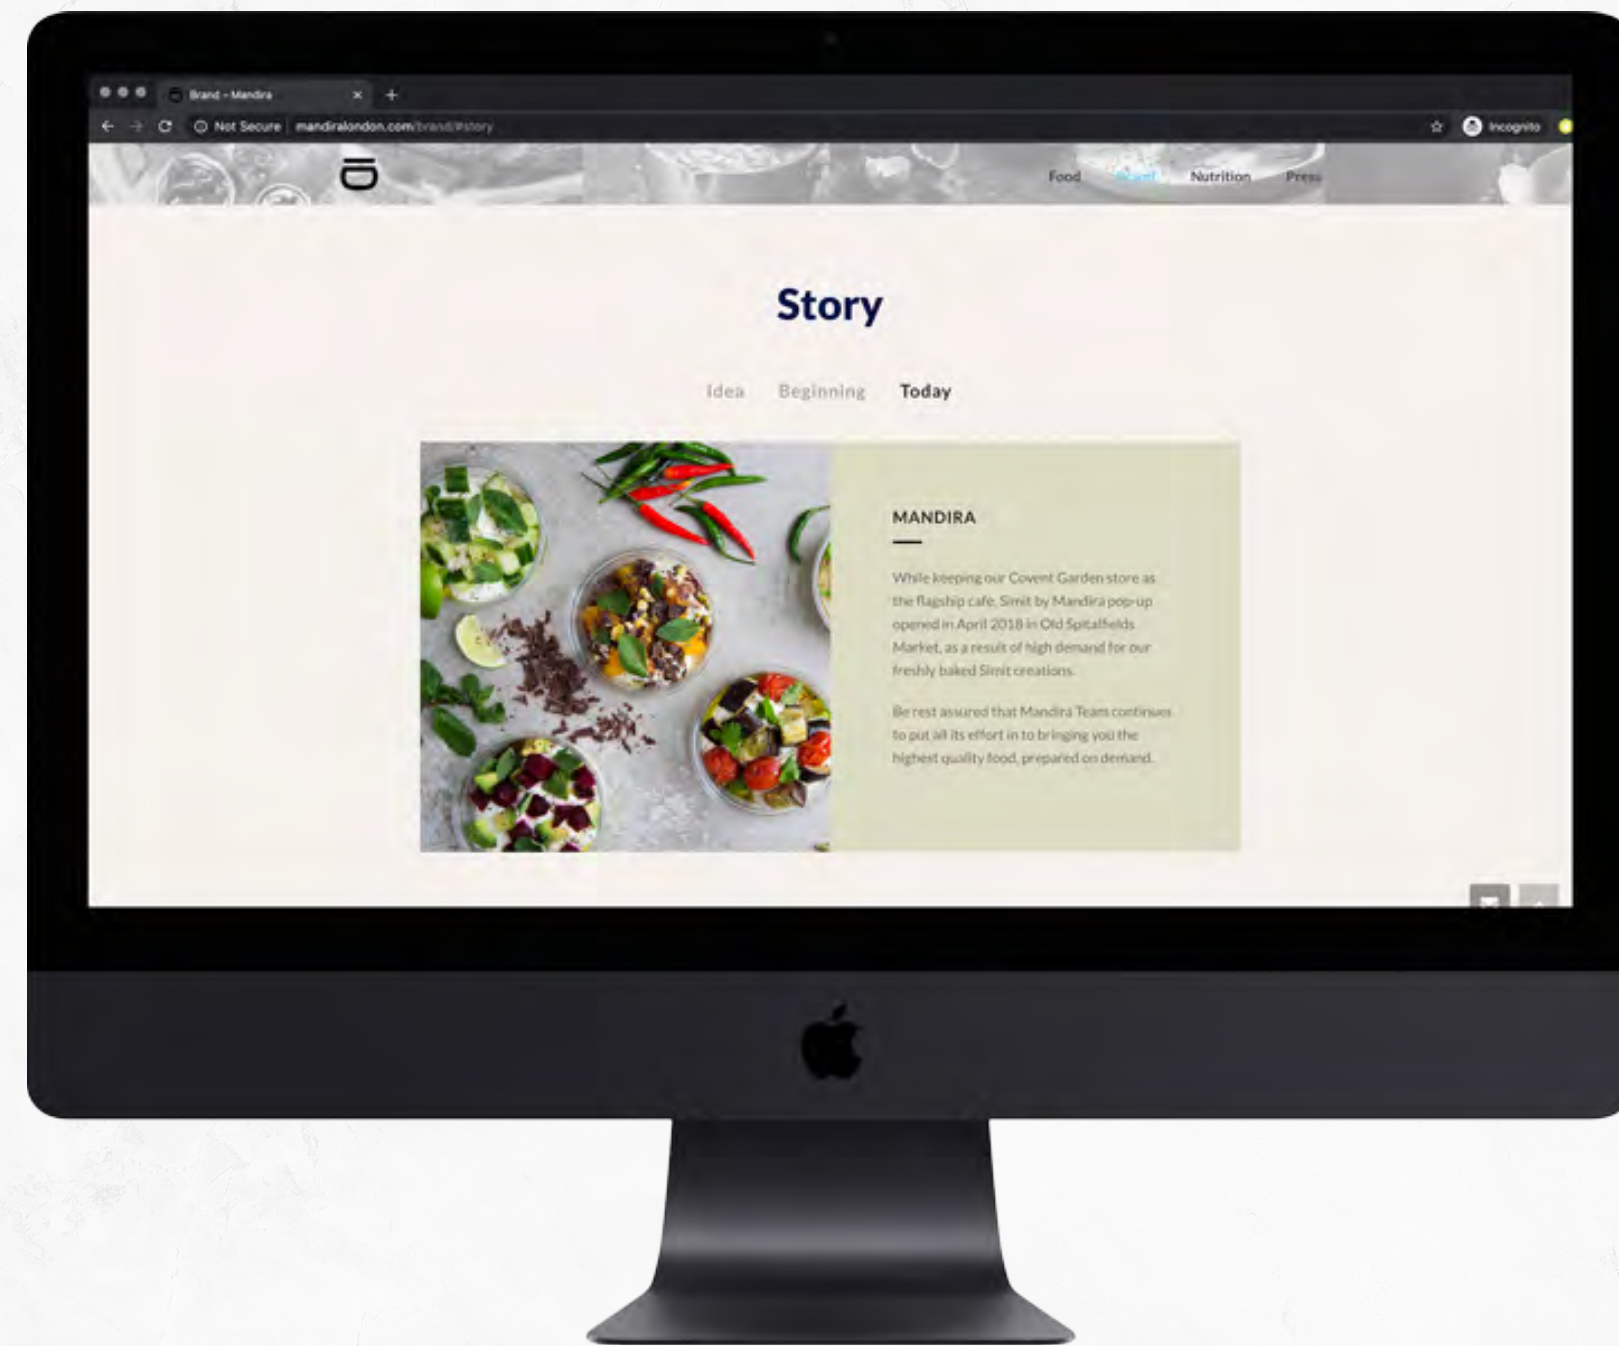 Brand – Mandira
Not Secure mandiralondon.com/brand/#story
Incognito
Food Brand Nutrition Press
Story
Idea Beginning Today
MANDIRA
While keeping our Covent Garden store as
the flagship cafe, Simit by Mandira pop-up
opened in April 2018 in Old Spitalfields
Market, as a result of high demand for our
freshly baked Simit creations.
Be rest assured that Mandira Team continues
to put all its effort in to bringing you the
highest quality food, prepared on demand.